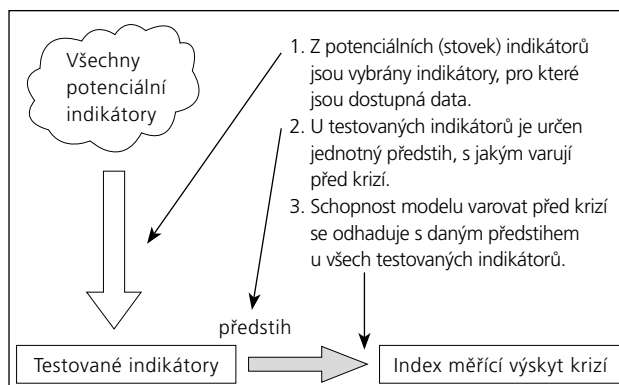 Všechny
potenciální
indikátory
1. Z potenciálních (stovek) indikátorů
jsou vybrány indikátory, pro které
jsou dostupná data.
2. U testovaných indikátorů je určen
jednotný předstih, s jakým varují
před krizí.
3. Schopnost modelu varovat před krizí
se odhaduje s daným předstihem
u všech testovaných indikátorů.
předstih
Testované indikátory
Index měřící výskyt krizí